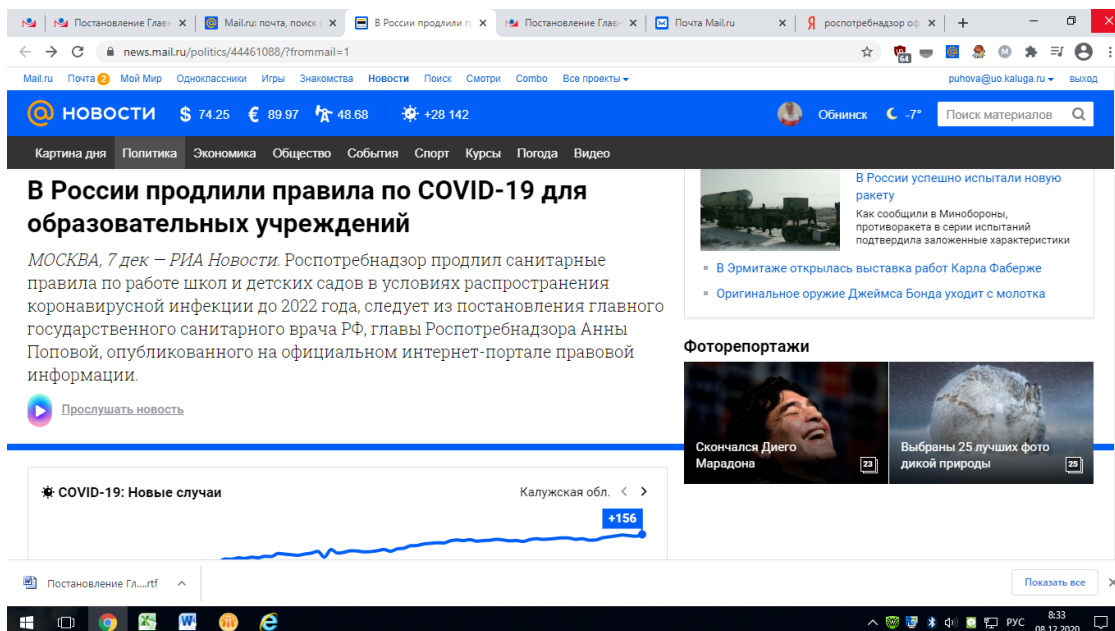 Постановление Главн
Mail.ru: почта, поиск
В России продлили п
Постановление Главн
Почта Mail.ru
роспотребнадзор оф
news.mail.ru/politics/44461088/?frommail=1
64
Mail.ru Почта 2 Мой Мир Одноклассники Игры Знакомства Новости Поиск Смотри Combo Все проекты
puhova@uo.kaluga.ru выход
НОВОСТИ $ 74.25 € 89.97 48.68 +28 142
Обнинск -7° Поиск материалов
Картина дня Политика Экономика Общество События Спорт Курсы Погода Видео
В России продлили правила по COVID-19 для
образовательных учреждений
МОСКВА, 7 дек — РИА Новости. Роспотребнадзор продлил санитарные
правила по работе школ и детских садов в условиях распространения
коронавирусной инфекции до 2022 года, следует из постановления главного
государственного санитарного врача РФ, главы Роспотребнадзора Анны
Поповой, опубликованного на официальном интернет-портале правовой
информации.
Прослушать новость
В России успешно испытали новую
ракету
Как сообщили в Минобороны,
противоракета в серии испытаний
подтвердила заложенные характеристики
В Эрмитаже открылась выставка работ Карла Фаберже
Оригинальное оружие Джеймса Бонда уходит с молотка
Фоторепортажи
Скончался Диего
Марадона
23
Выбраны 25 лучших фото
дикой природы
25
COVID-19: Новые случаи
Калужская обл.
+156
Постановление Гл....rtf
Показать все
РУС
8:33
08.12.2020